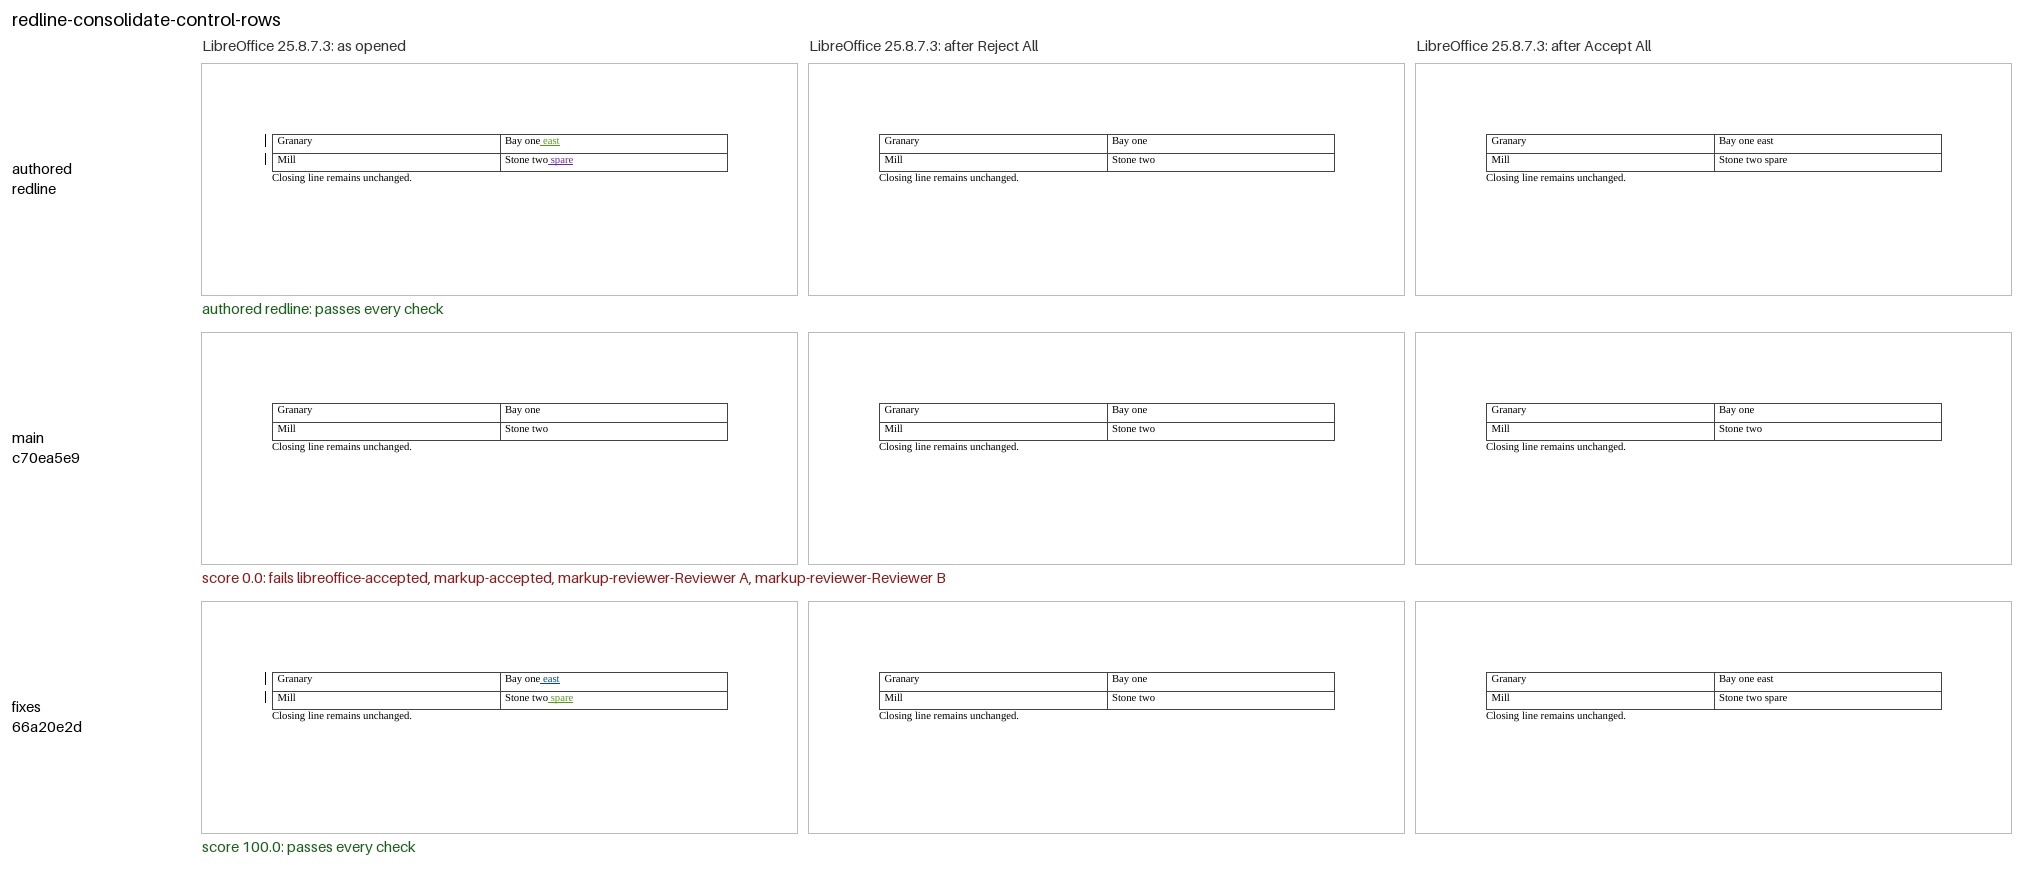 redline-consolidate-control-rows
LibreOffice 25.8.7.3: as opened
LibreOffice 25.8.7.3: after Reject All
LibreOffice 25.8.7.3: after Accept All
authored
redline
Granary Bay one east
Mill Stone two spare
Closing line remains unchanged.
Granary Bay one
Mill Stone two
Closing line remains unchanged.
Granary Bay one east
Mill Stone two spare
Closing line remains unchanged.
authored redline: passes every check
main
c70ea5e9
Granary Bay one
Mill Stone two
Closing line remains unchanged.
Granary Bay one
Mill Stone two
Closing line remains unchanged.
Granary Bay one
Mill Stone two
Closing line remains unchanged.
score 0.0: fails libreoffice-accepted, markup-accepted, markup-reviewer-Reviewer A, markup-reviewer-Reviewer B
fixes
66a20e2d
Granary Bay one east
Mill Stone two spare
Closing line remains unchanged.
Granary Bay one
Mill Stone two
Closing line remains unchanged.
Granary Bay one east
Mill Stone two spare
Closing line remains unchanged.
score 100.0: passes every check